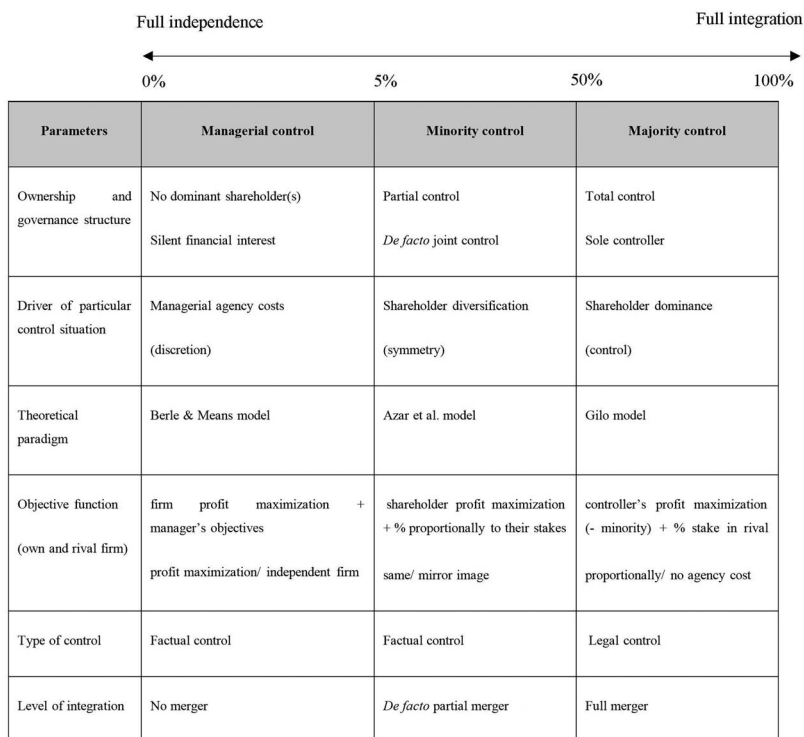 Full independence
Full integration
0%
5%
50%
100%
Parameters
Managerial control
Minority control
Majority control
Ownership and
governance structure
No dominant shareholder(s)
Silent financial interest
Partial control
De facto joint control
Total control
Sole controller
Driver of particular
control situation
Managerial agency costs
(discretion)
Shareholder diversification
(symmetry)
Shareholder dominance
(control)
Theoretical
paradigm
Berle & Means model
Azar et al. model
Gilo model
Objective function
(own and rival firm)
firm profit maximization +
manager's objectives
profit maximization/ independent firm
shareholder profit maximization
+ % proportionally to their stakes
same/ mirror image
controller's profit maximization
(- minority) + % stake in rival
proportionally/ no agency cost
Type of control
Factual control
Factual control
Legal control
Level of integration
No merger
De facto partial merger
Full merger